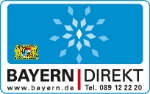 BAYERN | DIREKT
www.bayern.de Tel. 089 12 22 20